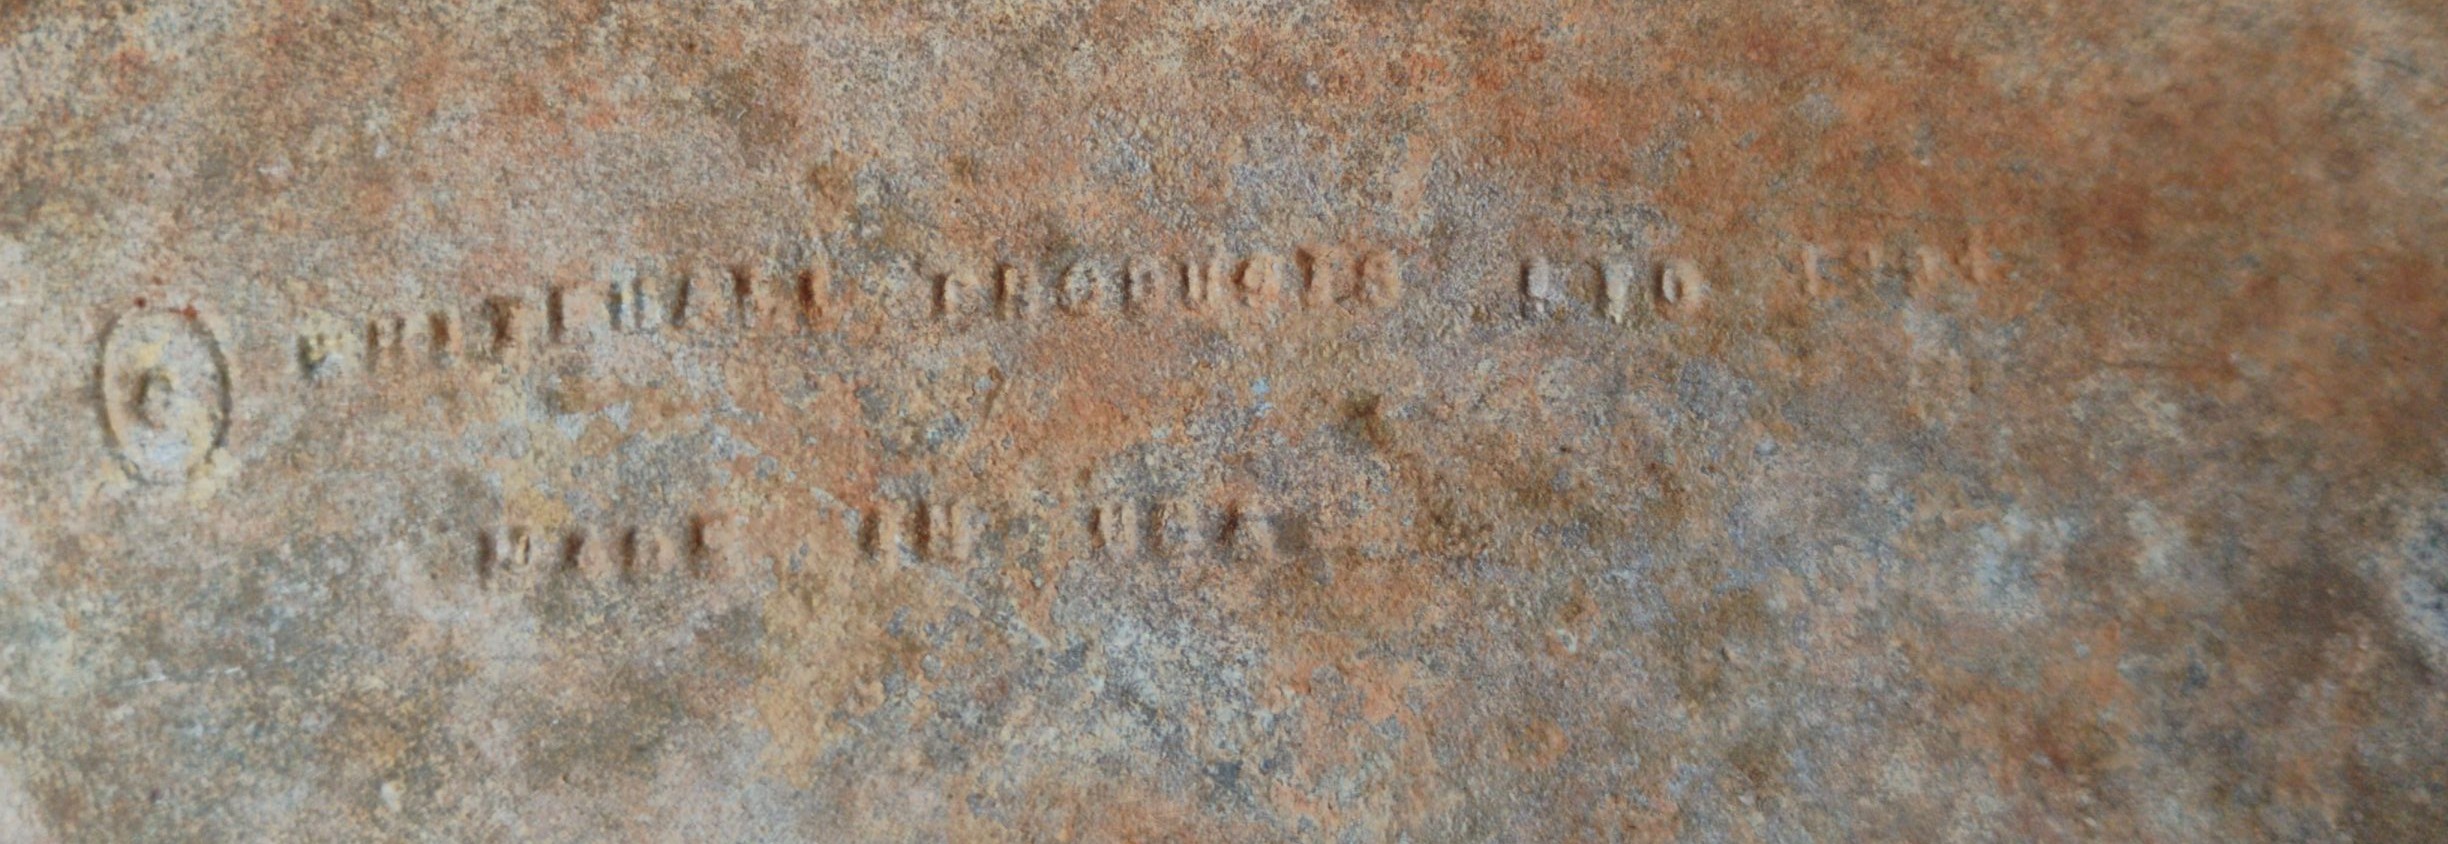 © WHITEHALL PRODUCTS LTD
MADE IN USA